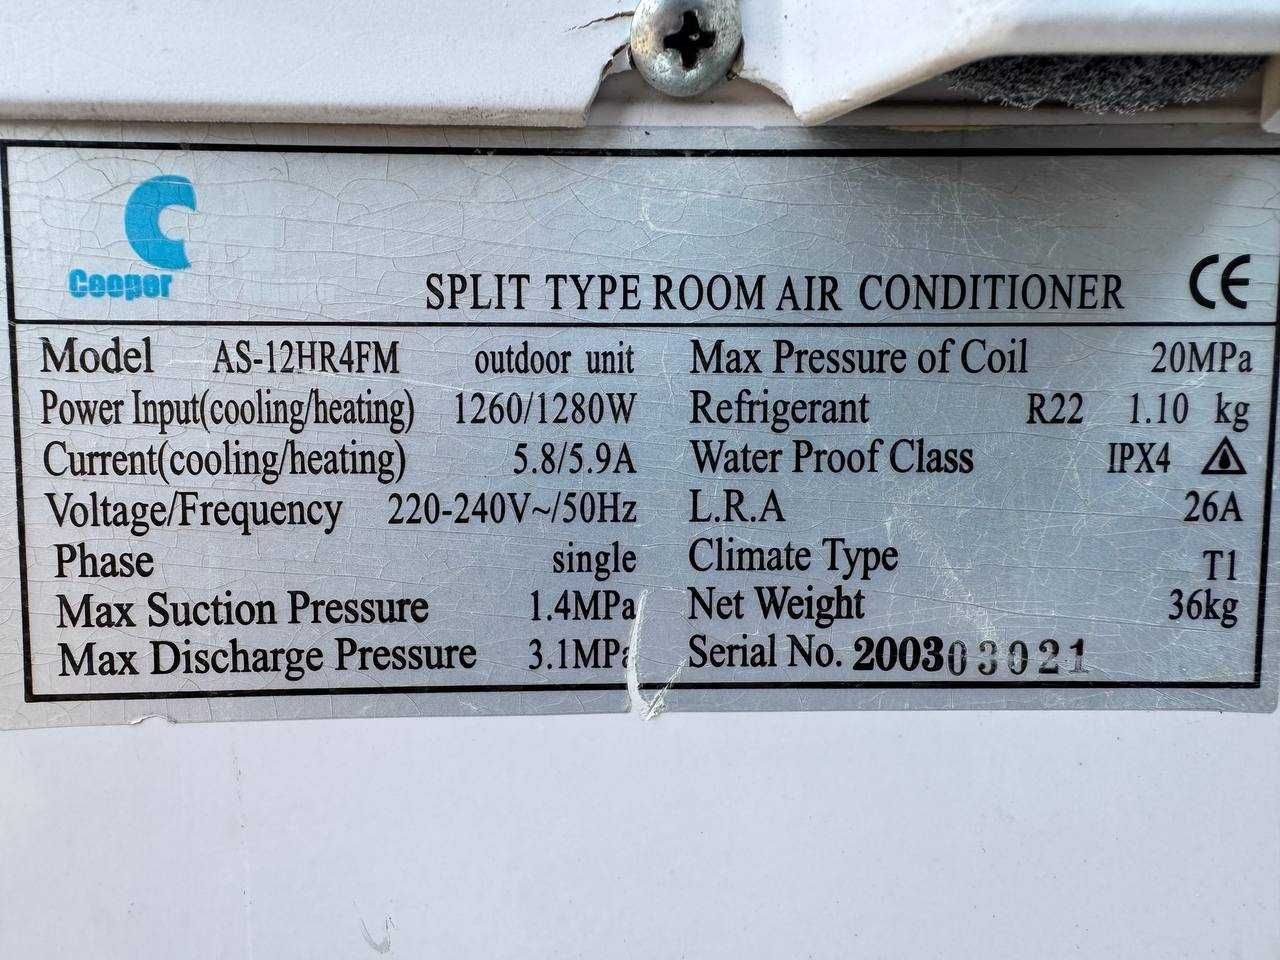 Cooper
SPLIT TYPE ROOM AIR CONDITIONER CE
Model AS-12HR4FM outdoor unit
Power Input(cooling/heating) 1260/1280W
Current(cooling/heating) 5.8/5.9A
Voltage/Frequency 220-240V~/50Hz
Phase single
Max Suction Pressure 1.4MPa
Max Discharge Pressure 3.1MPa
Max Pressure of Coil 20MPa
Refrigerant R22 1.10 kg
Water Proof Class IPX4
L.R.A 26A
Climate Type T1
Net Weight 36kg
Serial No. 200303021